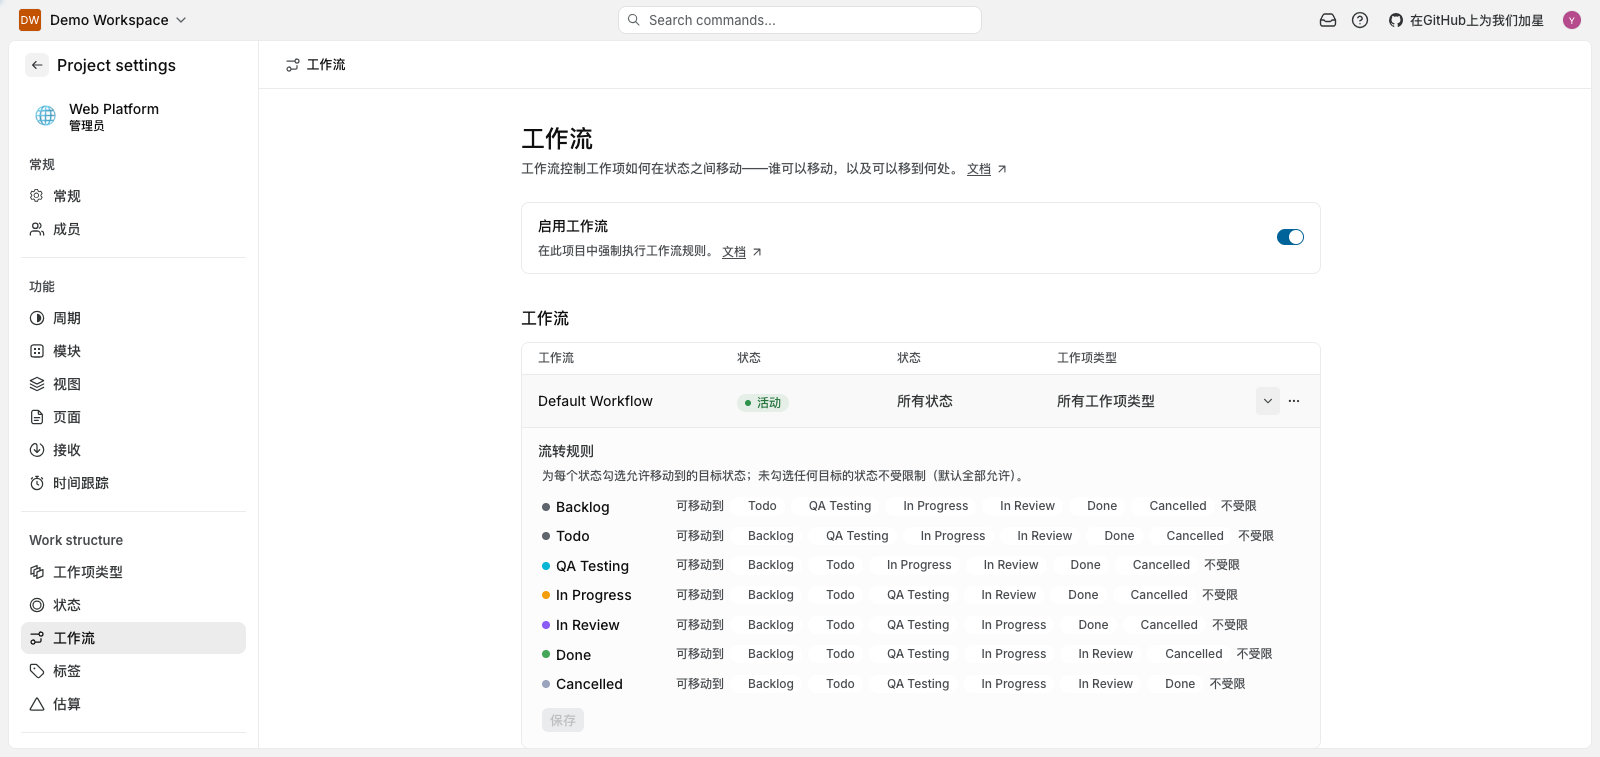 DW Demo Workspace
Search commands...
在GitHub上为我们加星
Y
Project settings
Web Platform
管理员
常规
常规
成员
功能
周期
模块
视图
页面
接收
时间跟踪
Work structure
工作项类型
状态
工作流
标签
估算
工作流
工作流
工作流控制工作项如何在状态之间移动——谁可以移动，以及可以移到何处。 文档
启用工作流
在此项目中强制执行工作流规则。 文档
工作流
工作流 状态 状态 工作项类型
Default Workflow 活动 所有状态 所有工作项类型
流转规则
为每个状态勾选允许移动到的目标状态；未勾选任何目标的状态不受限制（默认全部允许）。
Backlog 可移动到 Todo QA Testing In Progress In Review Done Cancelled 不受限
Todo 可移动到 Backlog QA Testing In Progress In Review Done Cancelled 不受限
QA Testing 可移动到 Backlog Todo In Progress In Review Done Cancelled 不受限
In Progress 可移动到 Backlog Todo QA Testing In Review Done Cancelled 不受限
In Review 可移动到 Backlog Todo QA Testing In Progress Done Cancelled 不受限
Done 可移动到 Backlog Todo QA Testing In Progress In Review Cancelled 不受限
Cancelled 可移动到 Backlog Todo QA Testing In Progress In Review Done 不受限
保存